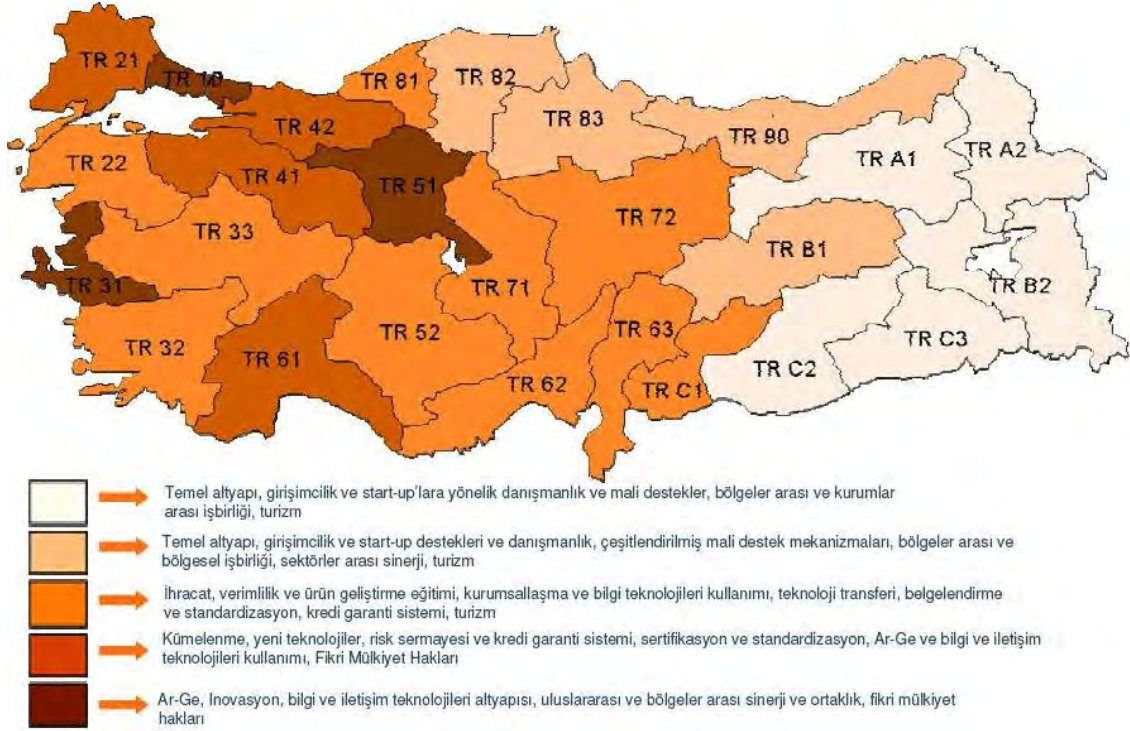 TR 21
TR 10
TR 81
TR 82
TR 42
TR 83
TR 90
TR 22
TR 41
TR 51
TR A1
TR A2
TR 33
TR 72
TR B1
TR 31
TR 71
TR B2
TR 32
TR 52
TR 63
TR C3
TR 61
TR 62
TR C1
TR C2
Temel altyapı, girişimcilik ve start-up'lara yönelik danışmanlık ve mali destekler, bölgeler arası ve kurumlar
arası işbirliği, turizm
Temel altyapı, girişimcilik ve start-up destekleri ve danışmanlık, çeşitlendirilmiş mali destek mekanizmaları, bölgeler arası ve
bölgesel işbirliği, sektörler arası sinerji, turizm
İhracat, verimlilik ve ürün geliştirme eğitimi, kurumsallaşma ve bilgi teknolojileri kullanımı, teknoloji transferi, belgelendirme
ve standardizasyon, kredi garanti sistemi, turizm
Kümelenme, yeni teknolojiler, risk sermayesi ve kredi garanti sistemi, sertifikasyon ve standardizasyon, Ar-Ge ve bilgi ve iletişim
teknolojileri kullanımı, Fikri Mülkiyet Hakları
Ar-Ge, Inovasyon, bilgi ve iletişim teknolojileri altyapısı, uluslararası ve bölgeler arası sinerji ve ortaklık, fikri mülkiyet
hakları